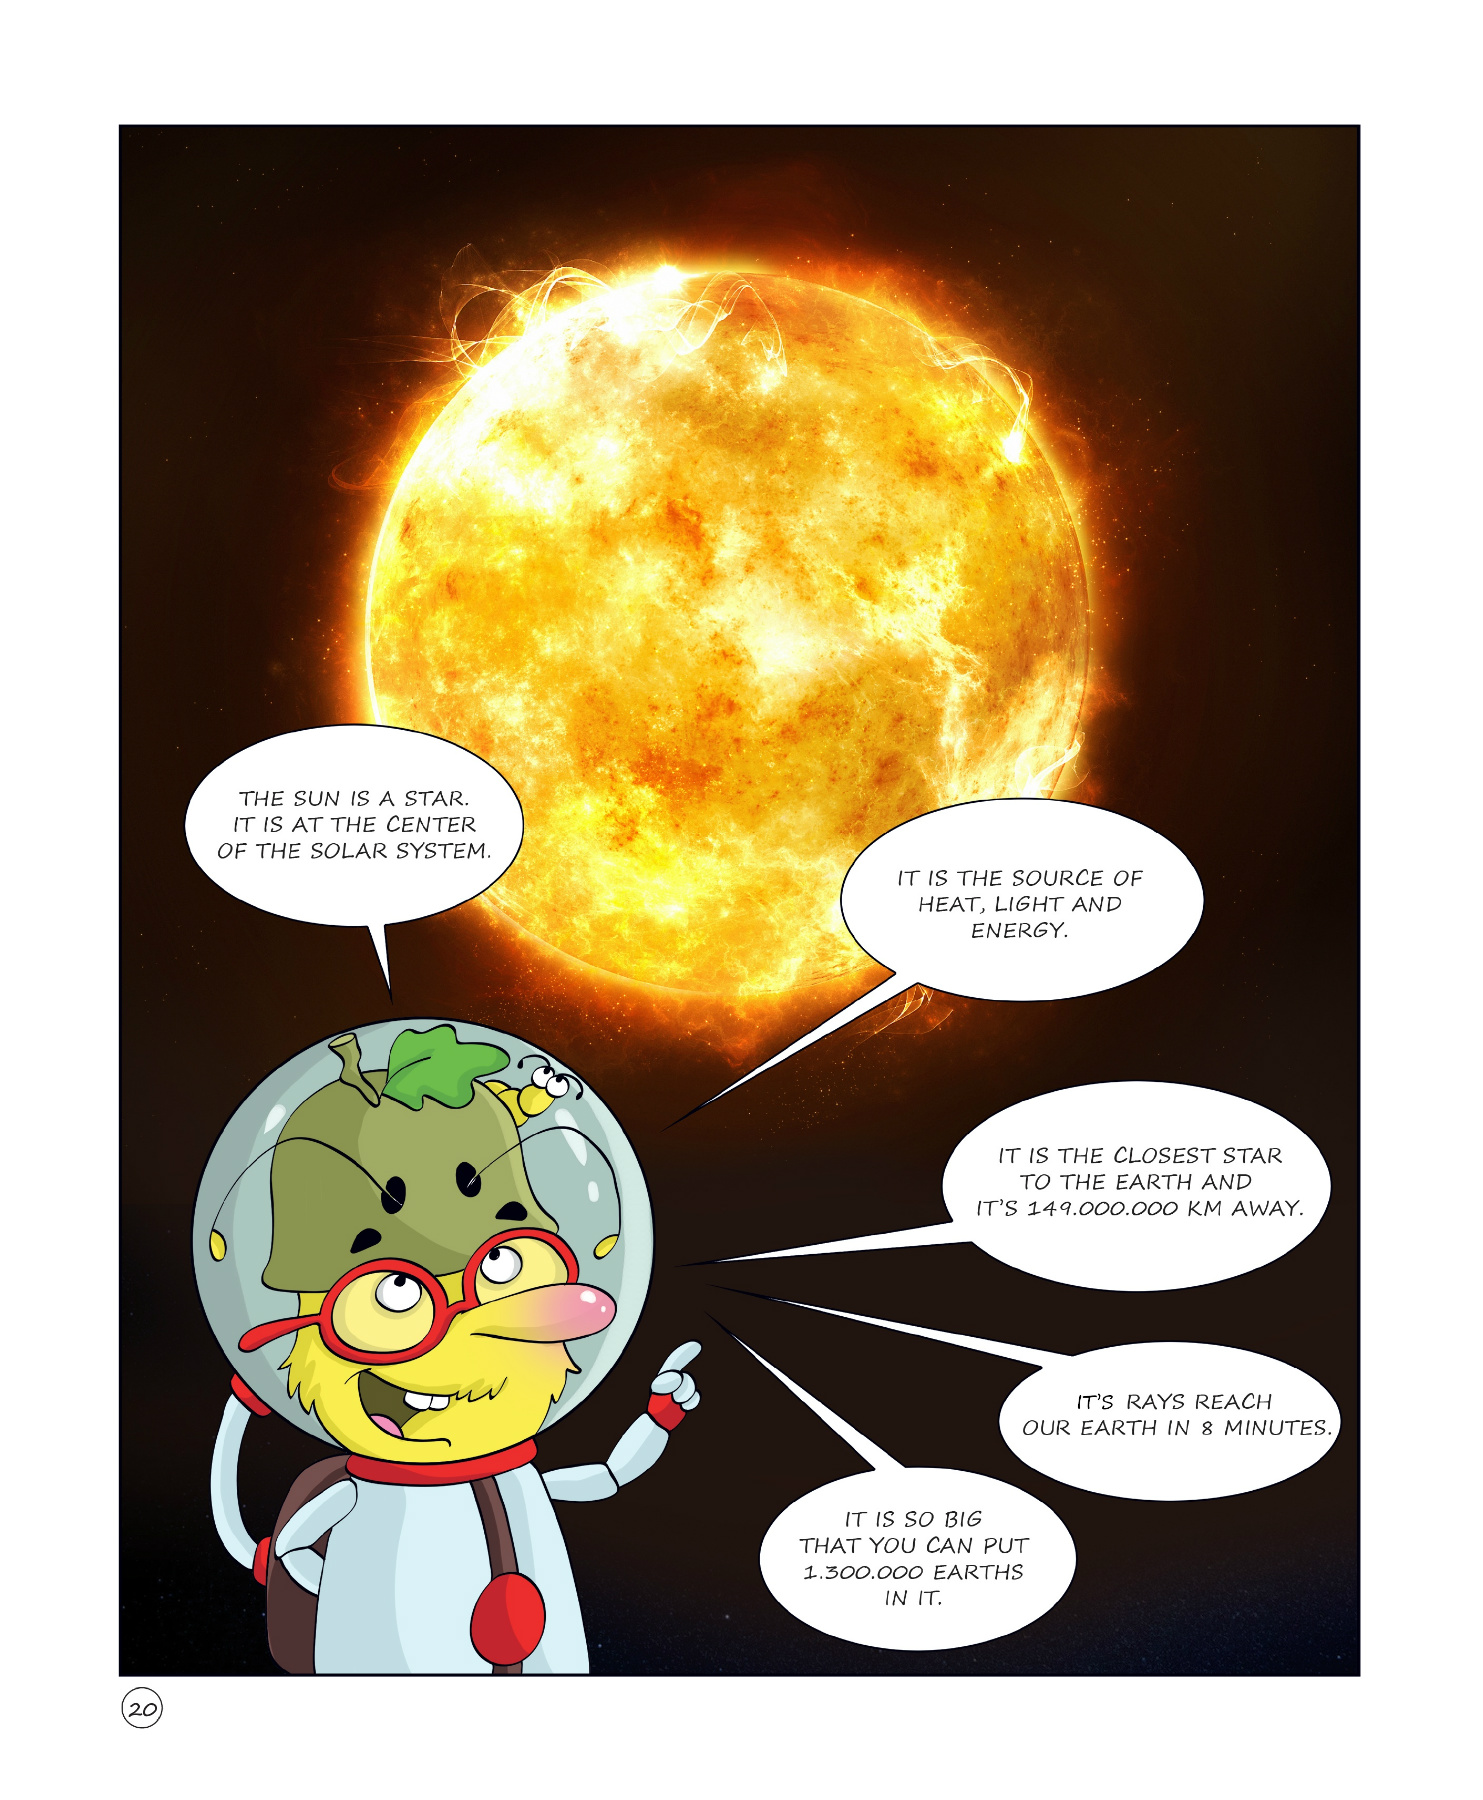 THE SUN IS A STAR.
IT IS AT THE CENTER
OF THE SOLAR SYSTEM.
IT IS THE SOURCE OF
HEAT, LIGHT AND
ENERGY.
IT IS THE CLOSEST STAR
TO THE EARTH AND
IT'S 149.000.000 KM AWAY.
IT'S RAYS REACH
OUR EARTH IN 8 MINUTES.
IT IS SO BIG
THAT YOU CAN PUT
1.300.000 EARTHS
IN IT.
20